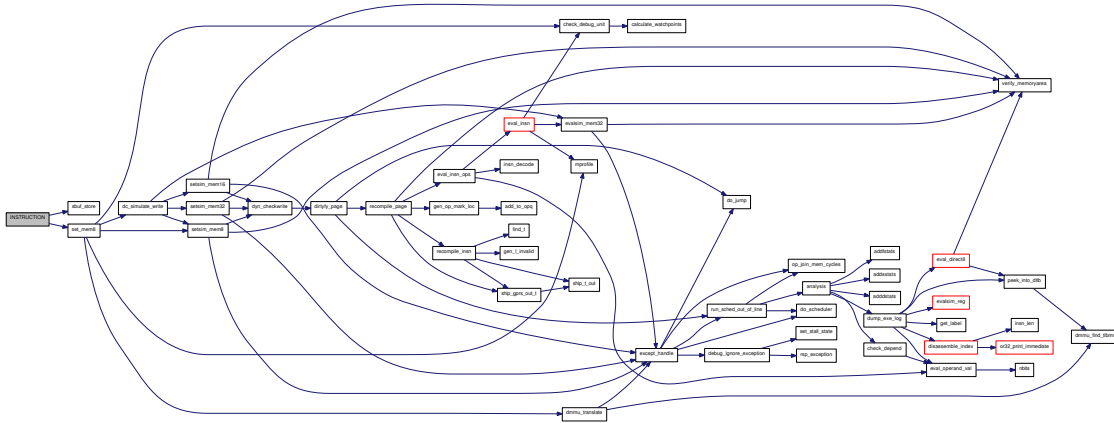 INSTRUCTION
sbuf_store
set_mem8
do_simulate_write
setsim_mem16
setsim_mem32
setsim_mem8
dyn_checkwrite
dirtyfy_page
recompile_page
eval_insn_ops
gen_op_mark_loc
recompile_insn
eval_insn
insn_decode
add_to_opq
find_t
gen_t_invalid
ship_gprs_out_t
check_debug_unit
calculate_watchpoints
evalsim_mem32
mprofile
ship_t_out
dmmu_translate
except_handle
do_jump
run_sched_out_of_line
debug_ignore_exception
op_join_mem_cycles
analysis
do_scheduler
set_stall_state
rsp_exception
addfstats
addsstats
adddstats
dump_exe_log
check_depend
verify_memoryarea
eval_direct8
peek_into_dtlb
evalsim_reg
get_label
disassemble_index
insn_len
or32_print_immediate
eval_operand_val
nbits
dmmu_find_tlbmr